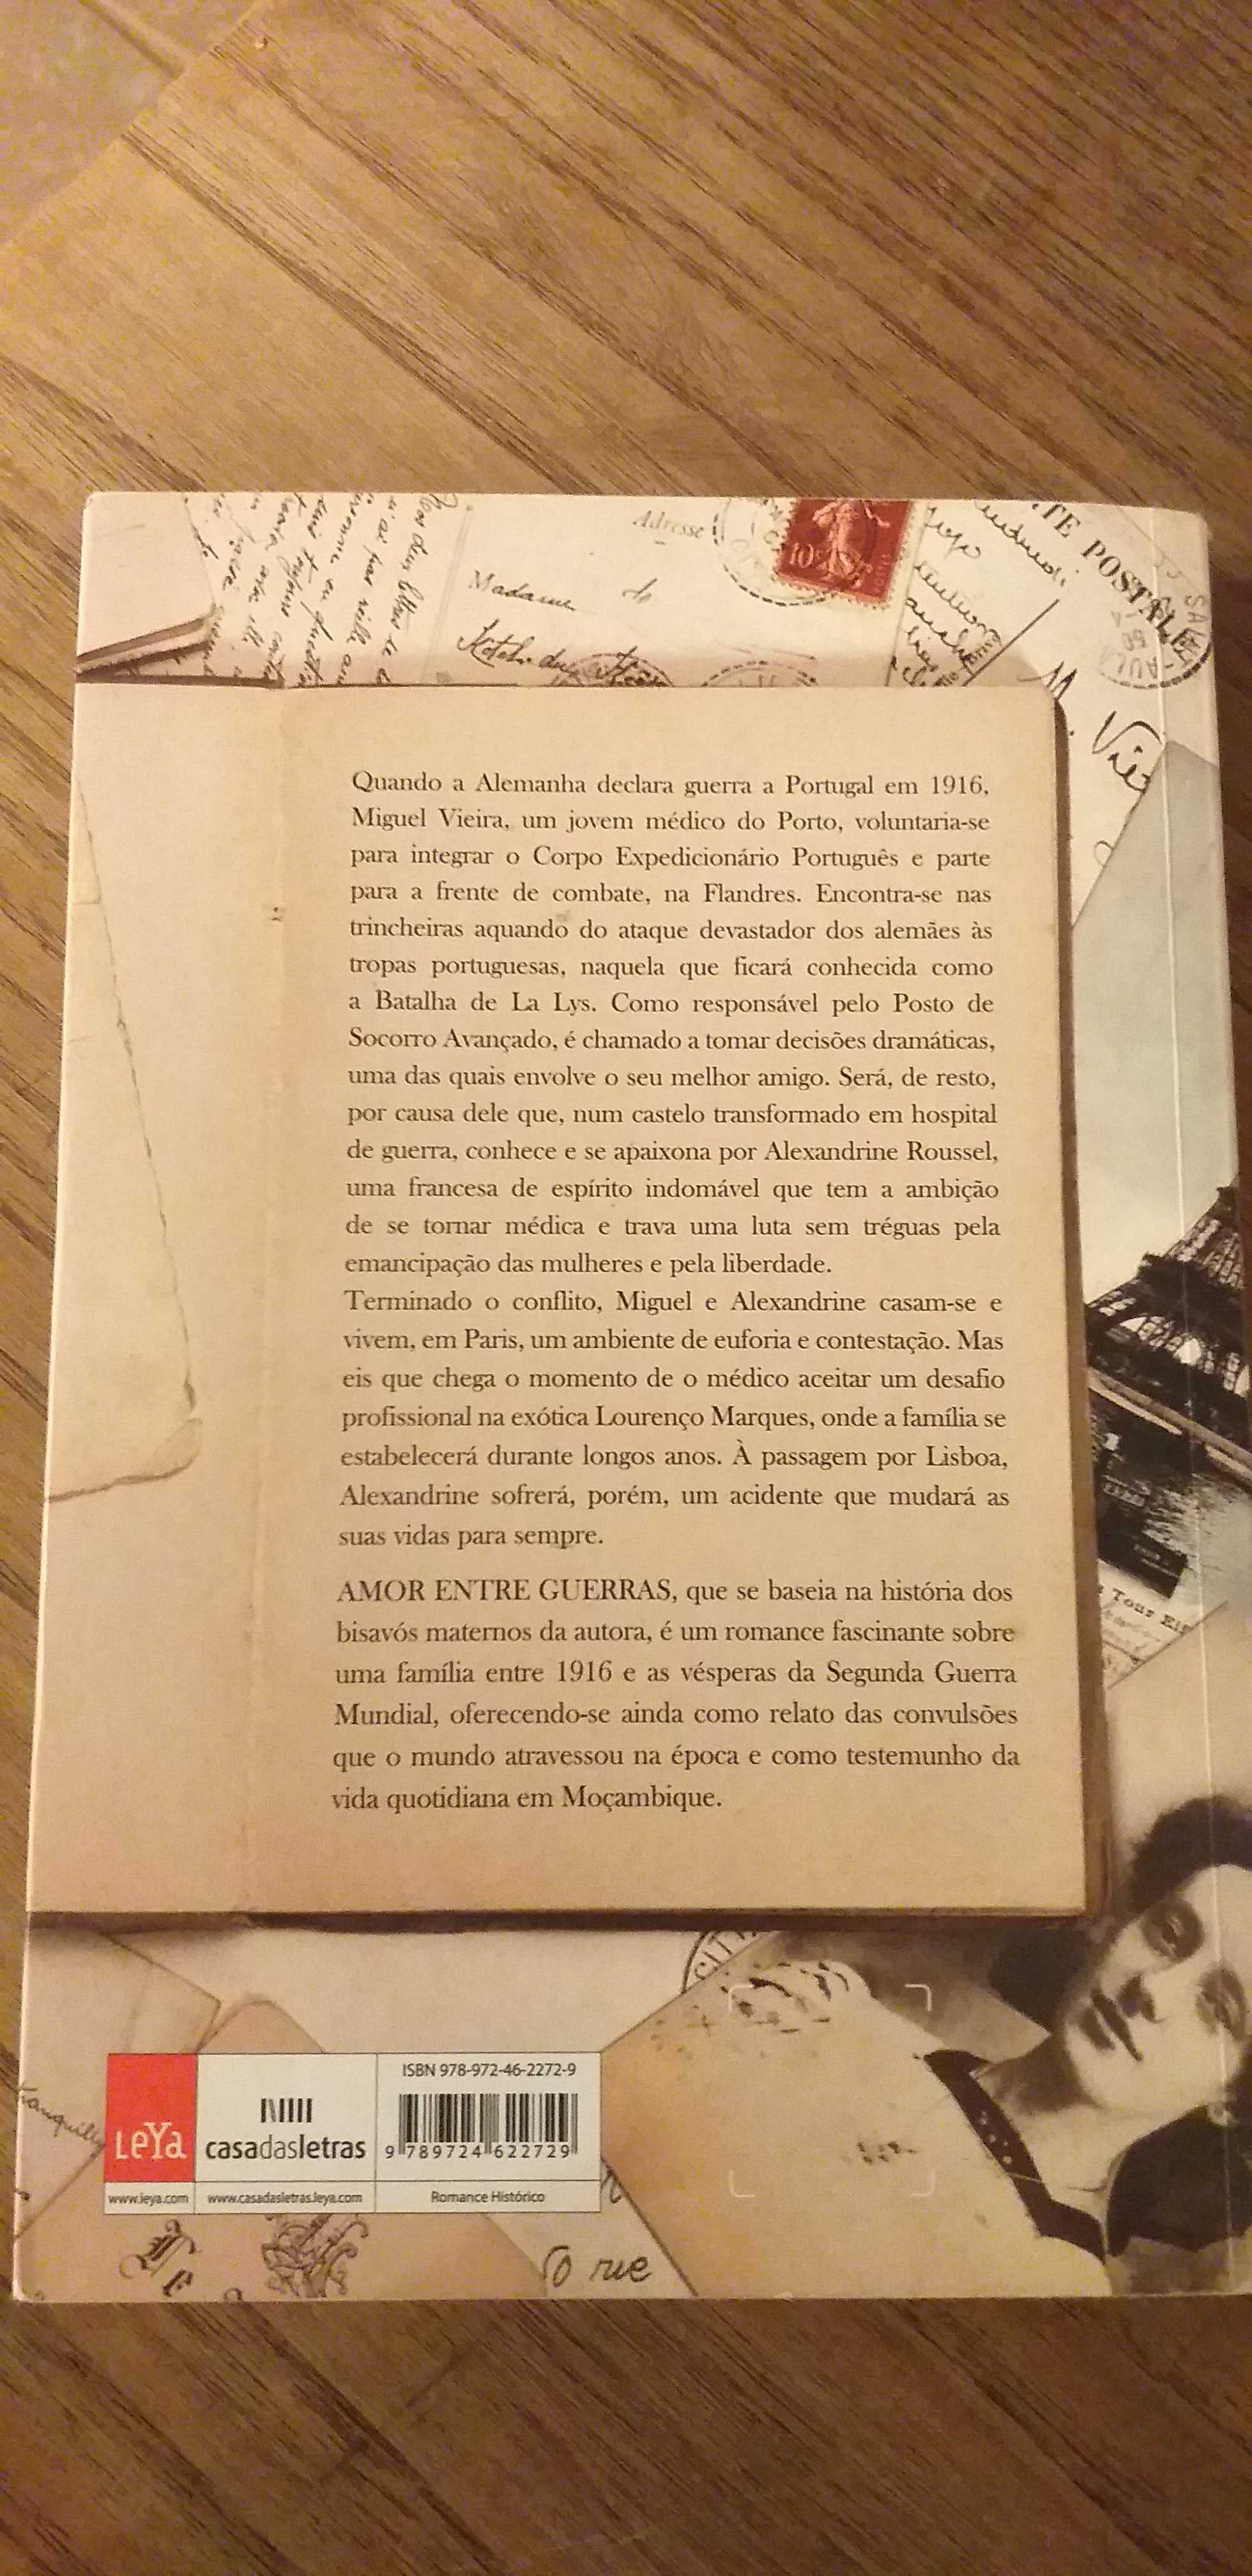 Adresse
Madame
10c
POSTALE
Quando a Alemanha declara guerra a Portugal em 1916,
Miguel Vieira, um jovem médico do Porto, voluntaria-se
para integrar o Corpo Expedicionário Português e parte
para a frente de combate, na Flandres. Encontra-se nas
trincheiras aquando do ataque devastador dos alemães às
tropas portuguesas, naquela que ficará conhecida como
a Batalha de La Lys. Como responsável pelo Posto de
Socorro Avançado, é chamado a tomar decisões dramáticas,
uma das quais envolve o seu melhor amigo. Será, de resto,
por causa dele que, num castelo transformado em hospital
de guerra, conhece e se apaixona por Alexandrine Roussel,
uma francesa de espírito indomável que tem a ambição
de se tornar médica e trava uma luta sem tréguas pela
emancipação das mulheres e pela liberdade.
Terminado o conflito, Miguel e Alexandrine casam-se e
vivem, em Paris, um ambiente de euforia e contestação. Mas
eis que chega o momento de o médico aceitar um desafio
profissional na exótica Lourenço Marques, onde a família se
estabelecerá durante longos anos. À passagem por Lisboa,
Alexandrine sofrerá, porém, um acidente que mudará as
suas vidas para sempre.
AMOR ENTRE GUERRAS, que se baseia na história dos
bisavós maternos da autora, é um romance fascinante sobre
uma família entre 1916 e as vésperas da Segunda Guerra
Mundial, oferecendo-se ainda como relato das convulsões
que o mundo atravessou na época e como testemunho da
vida quotidiana em Moçambique.
Tour Eif
LeYa
casadasletras
ISBN 978-972-46-2272-9
9 789724 622729
www.leya.com
www.casadasletras.leya.com
Romance Histórico
Le
rue